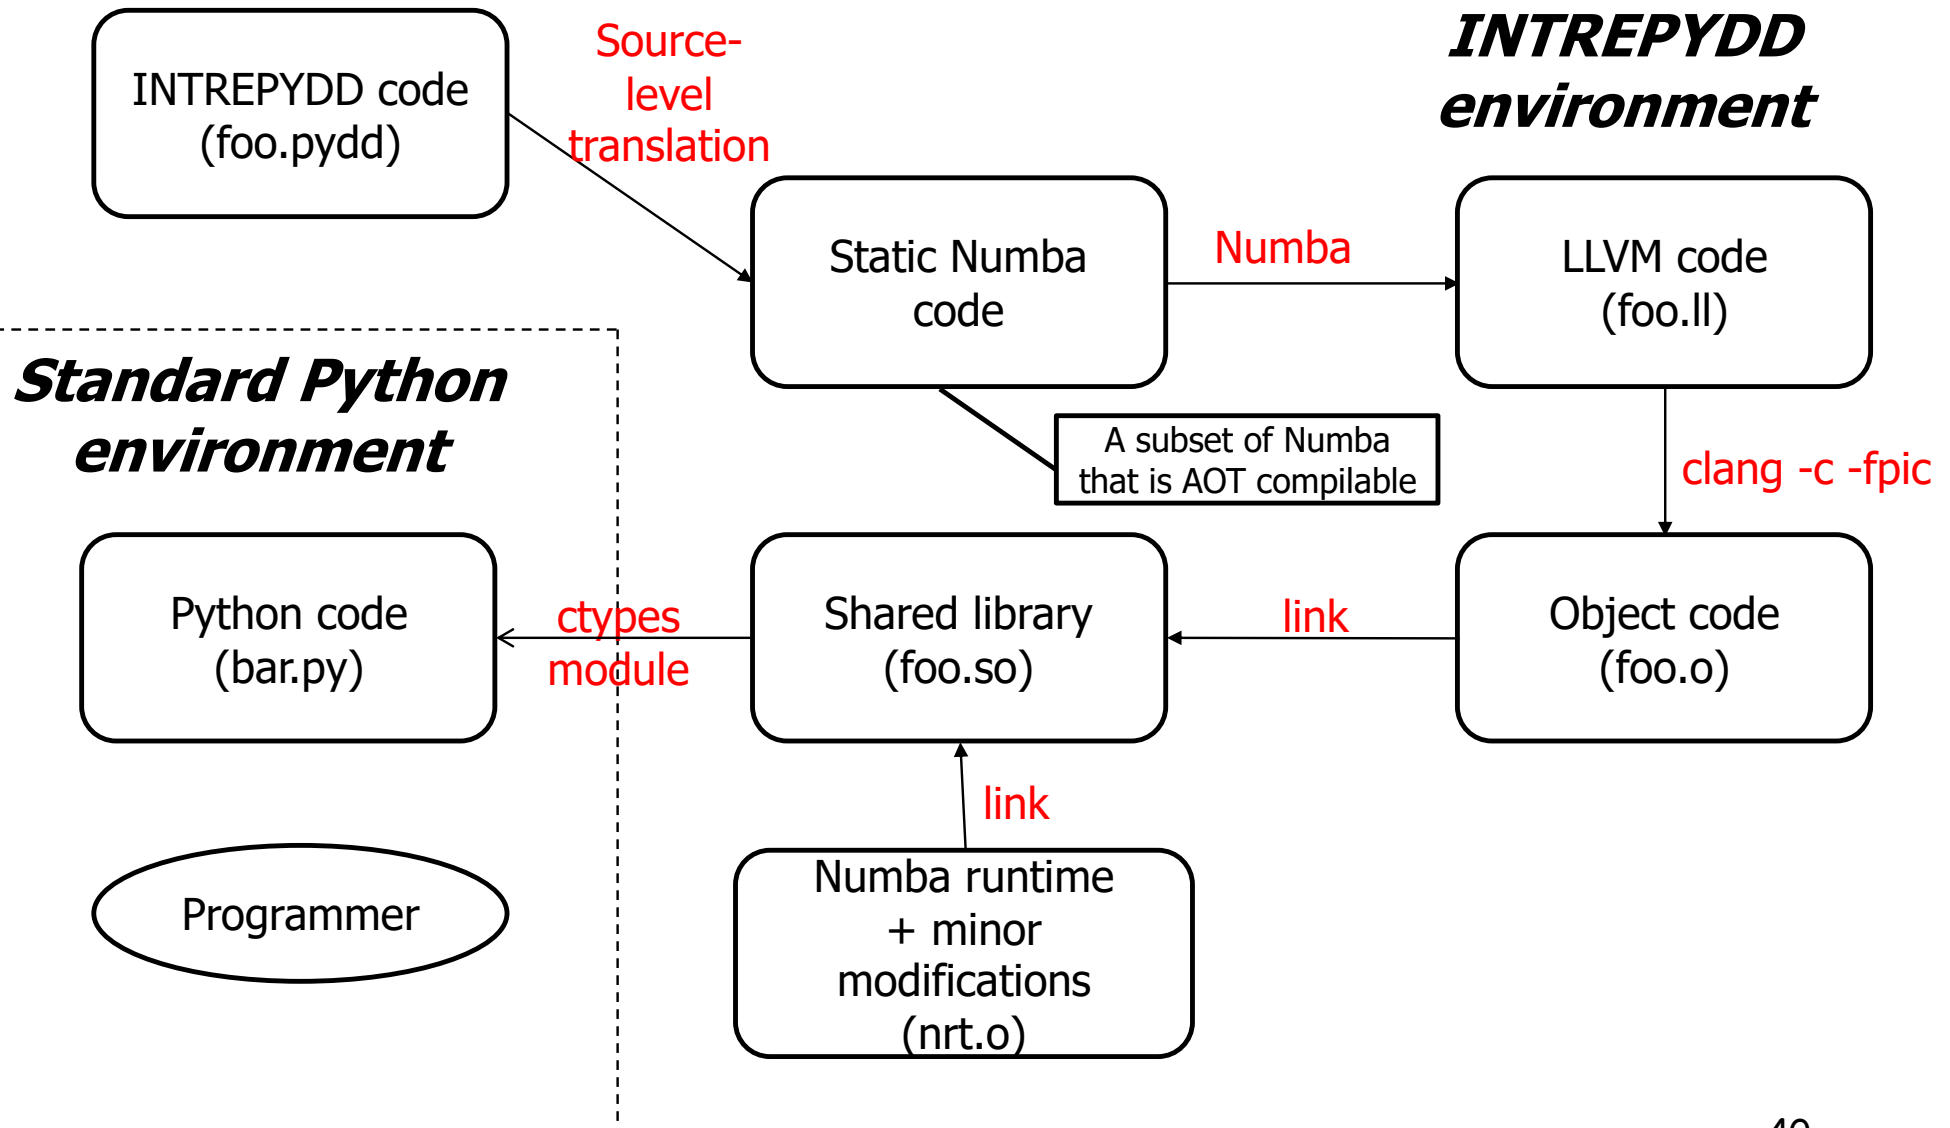 INTREPYDD code
(foo.pydd)
Source-
level
translation
INTREPYDD
environment
Static Numba
code
Numba
LLVM code
(foo.ll)
Standard Python
environment
A subset of Numba
that is AOT compilable
clang -c -fpic
Python code
(bar.py)
ctypes
module
Shared library
(foo.so)
link
Object code
(foo.o)
link
Programmer
Numba runtime
+ minor
modifications
(nrt.o)